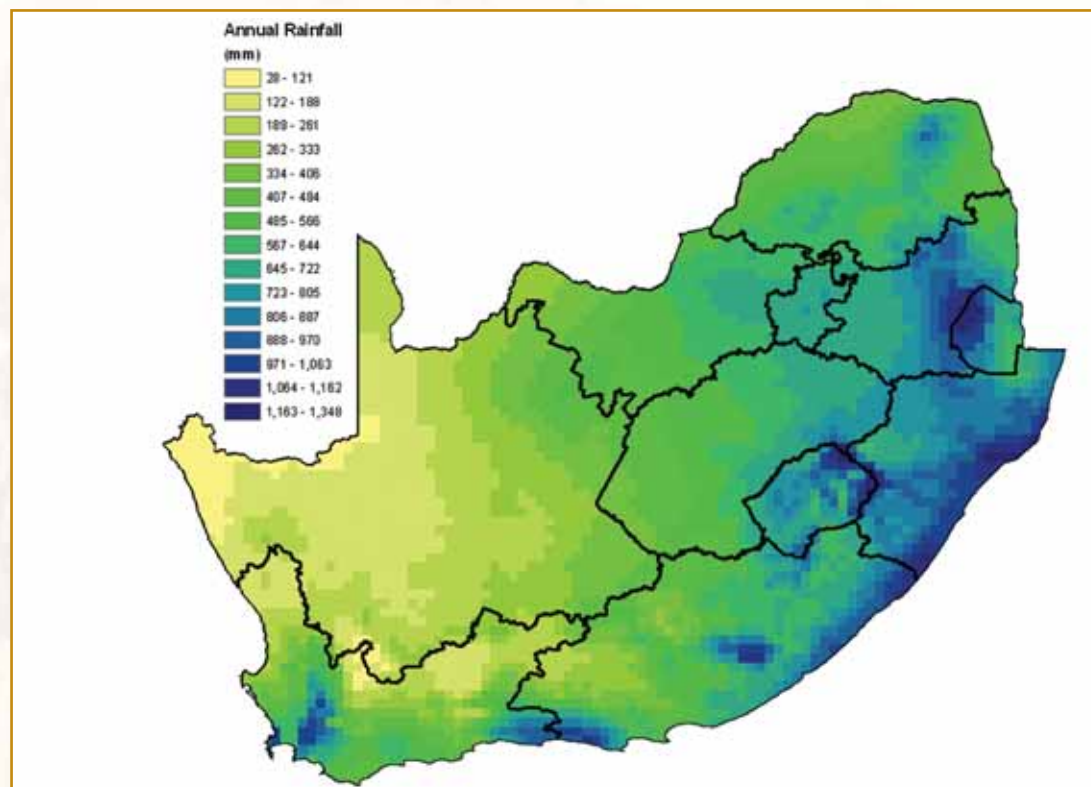 Annual Rainfall
(mm)
28 - 121
122 - 188
189 - 261
262 - 333
334 - 406
407 - 484
485 - 566
567 - 644
645 - 722
723 - 805
806 - 887
888 - 970
971 - 1,063
1,064 - 1,162
1,163 - 1,348